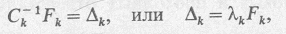 C_k^{-1} F_k = Δ_k, или Δ_k = λ_k F_k,